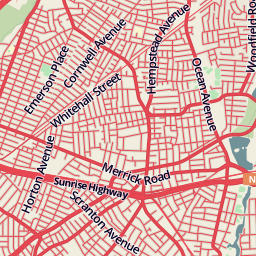 Hempstead Avenue
Cornwell Avenue
Emerson Place
Woodfield Ro
Whitehall Street
Ocean Avenue
Horton Avenue
Merrick Road
Sunrise Highway
N
Scranton Avenue